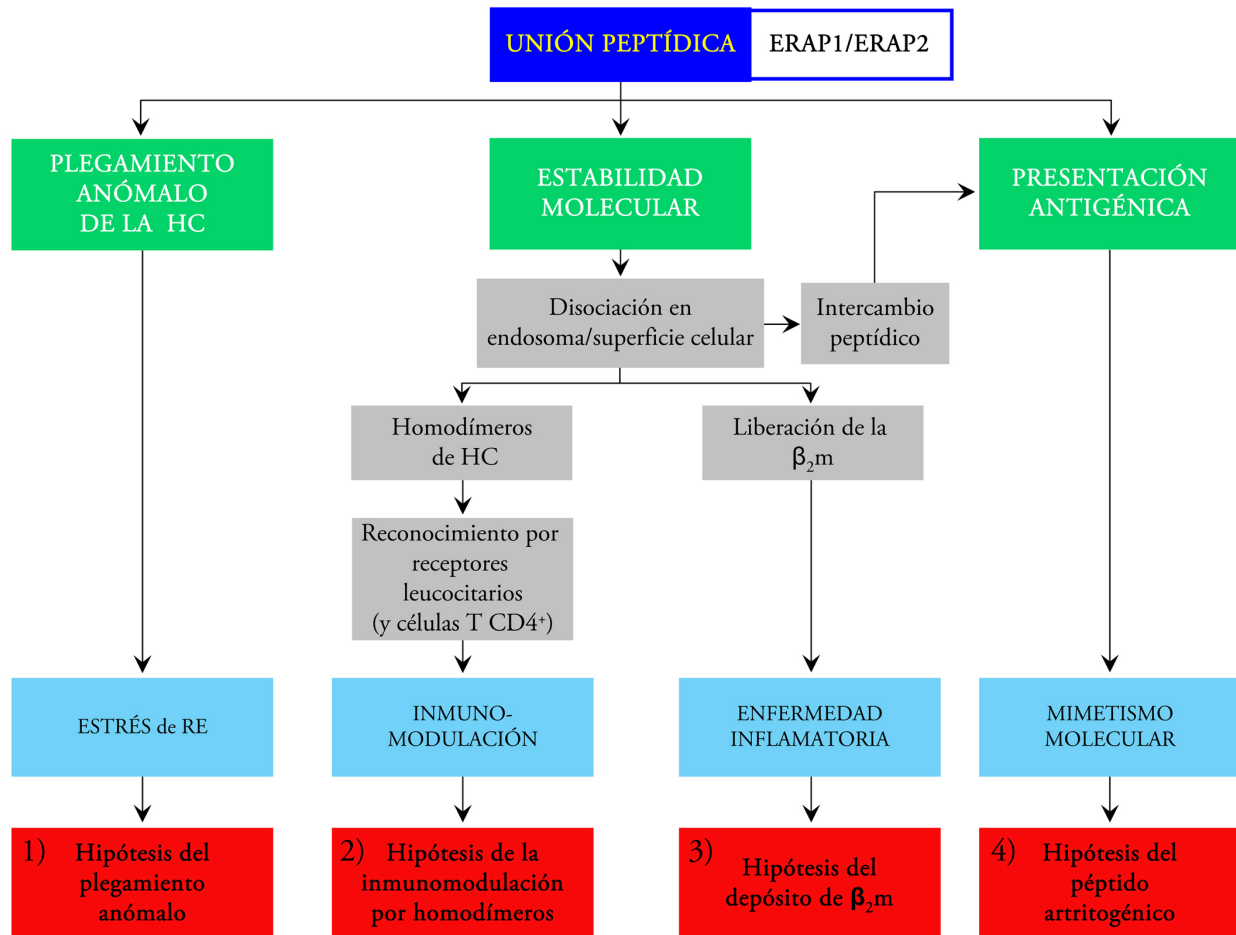 UNIÓN PEPTÍDICA
ERAP1/ERAP2
PLEGAMIENTO
ANÓMALO
DE LA HC
ESTABILIDAD
MOLECULAR
PRESENTACIÓN
ANTIGÉNICA
Disociación en
endosoma/superficie celular
Intercambio
peptídico
Homodímeros
de HC
Liberación de la
β₂m
Reconocimiento por
receptores
leucocitarios
(y células T CD4⁺)
ESTRÉS de RE
INMUNO-
MODULACIÓN
ENFERMEDAD
INFLAMATORIA
MIMETISMO
MOLECULAR
1) Hipótesis del
plegamiento
anómalo
2) Hipótesis de la
inmunomodulación
por homodímeros
3) Hipótesis del
depósito de β₂m
4) Hipótesis del
péptido
artritogénico